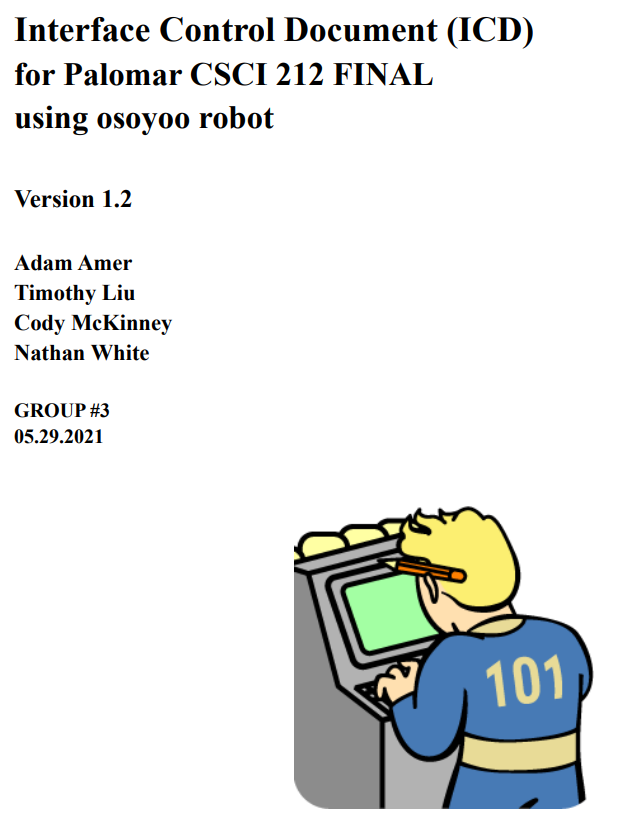 Interface Control Document (ICD)
for Palomar CSCI 212 FINAL
using osoyoo robot
Version 1.2
Adam Amer
Timothy Liu
Cody McKinney
Nathan White
GROUP #3
05.29.2021
101